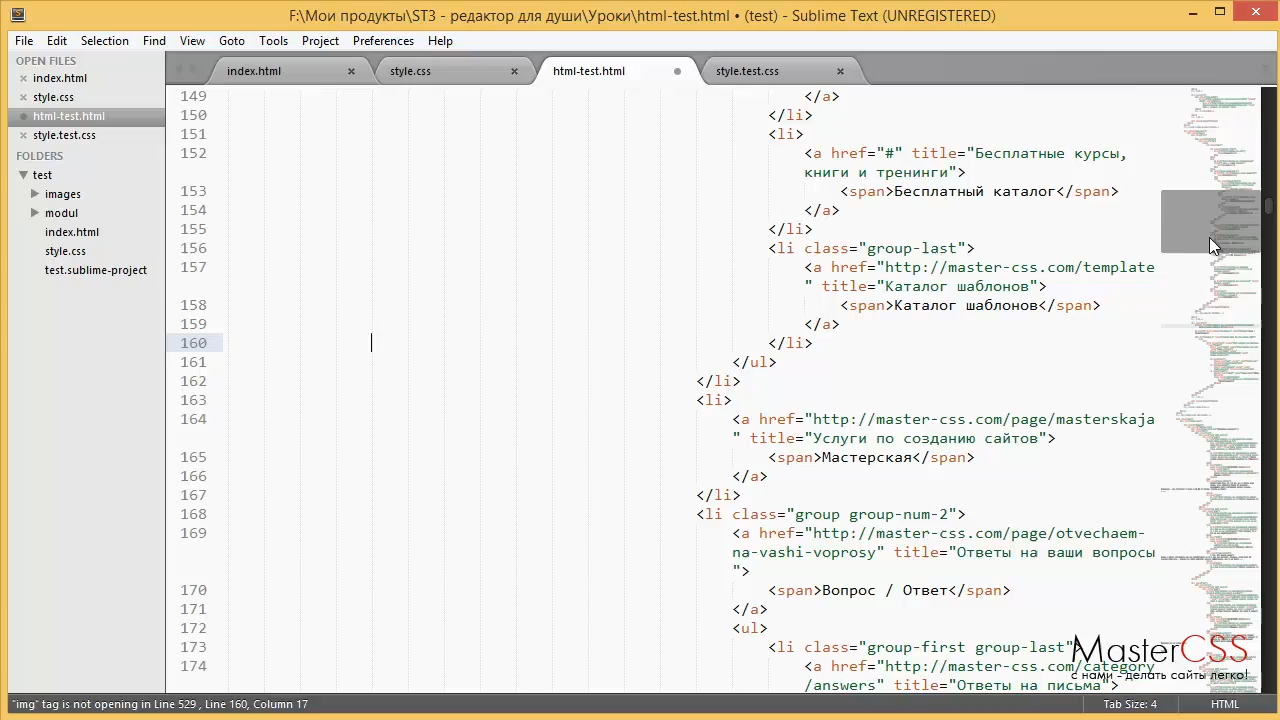 F:\Мои продукты\ST3 - редактор для души\Уроки\html-test.html • (test) - Sublime Text (UNREGISTERED)
File Edit Selection Find View Goto Tools Project Preferences Help
OPEN FILES
index.html
style.css
html-test.html
style.test.css
FOLDERS
test
images
modul
index.html
style.css
test.sublime-project
index.html style.css html-test.html style.test.css
149 </a>
150
151 <li>
152 <a href="#" title="Бесплатные курсы,
книги и тренинги">
153 <span>Бесплатный каталог</span>
154 </a>
155 </li>
156 <li class="group-last">
157 <a href="http://master-css.com/template
" title="Каталог шаблонов">
158 <span>Каталог шаблонов</span>
159 </a>
160
161 </ul>
162 </li>
163 <li>
164 <a href="http://master-css.com/page/masterskaja
" title="Услуги по созданию сайтов">
165 <span>Мастерская</span>
166 </a>
167 </li>
168 <li class="group group-num-2">
169 <a href="http://master-css.com/page/otvechaem-
na-vashi-voprosy" title="Ответы на ваши вопросы
">
170 <span>Вопрос / Ответ</span>
171 </a>
172 <ul>
173 <li class="group-first group-last">
174 <a href="http://master-css.com/category
/answers" title="Ответы на письма">
MasterCSS
с нами - делать сайты легко!
"img" tag is not opening in Line 529 , Line 160, Column 17
Tab Size: 4 HTML